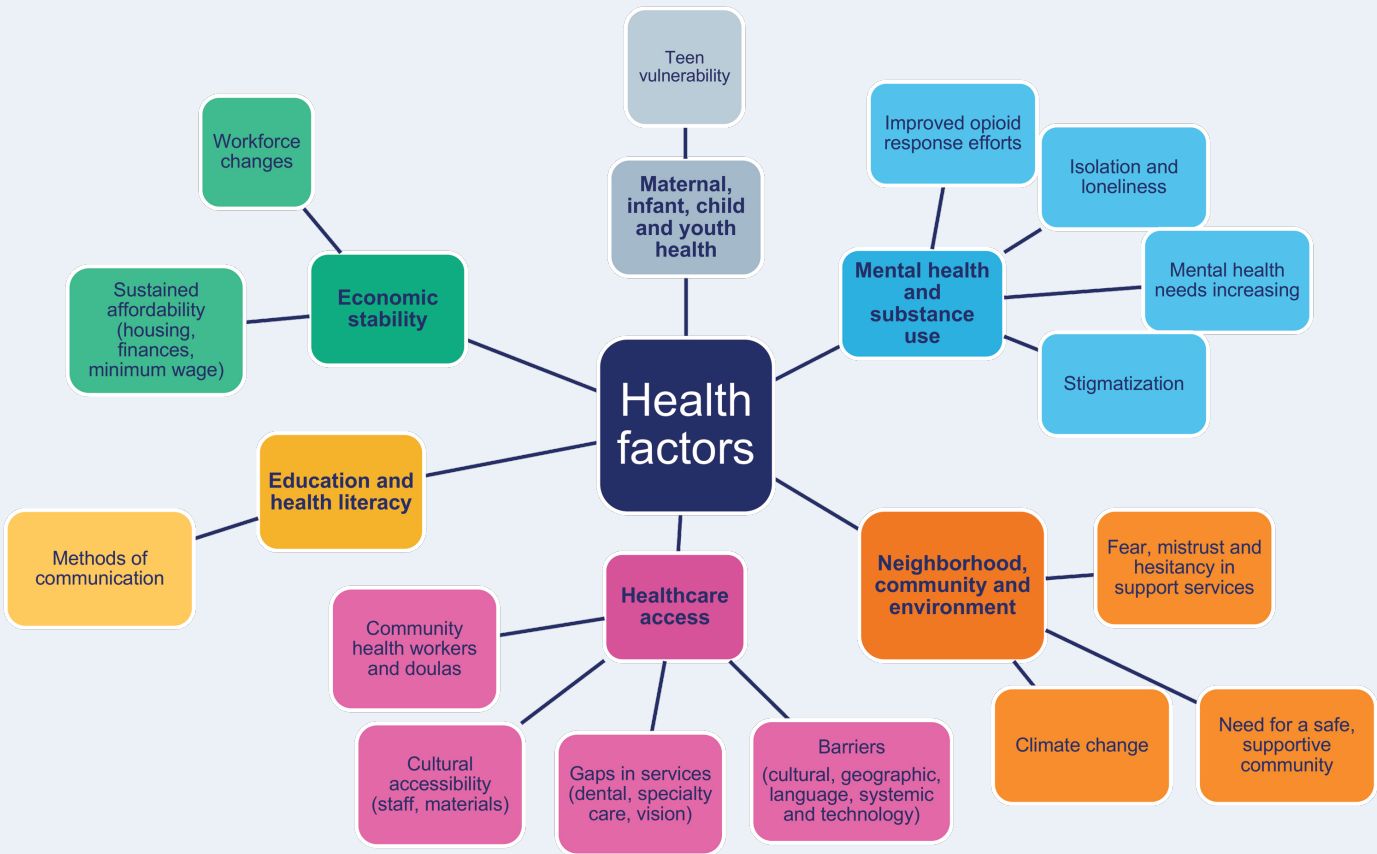 Teen
vulnerability
Maternal,
infant, child
and youth
health
Workforce
changes
Sustained
affordability
(housing,
finances,
minimum wage)
Economic
stability
Improved opioid
response efforts
Isolation and
loneliness
Mental health
needs increasing
Stigmatization
Mental health
and
substance
use
Health
factors
Education and
health literacy
Methods of
communication
Healthcare
access
Community
health workers
and doulas
Cultural
accessibility
(staff, materials)
Gaps in services
(dental, specialty
care, vision)
Barriers
(cultural, geographic,
language, systemic
and technology)
Neighborhood,
community and
environment
Fear, mistrust and
hesitancy in
support services
Climate change
Need for a safe,
supportive
community